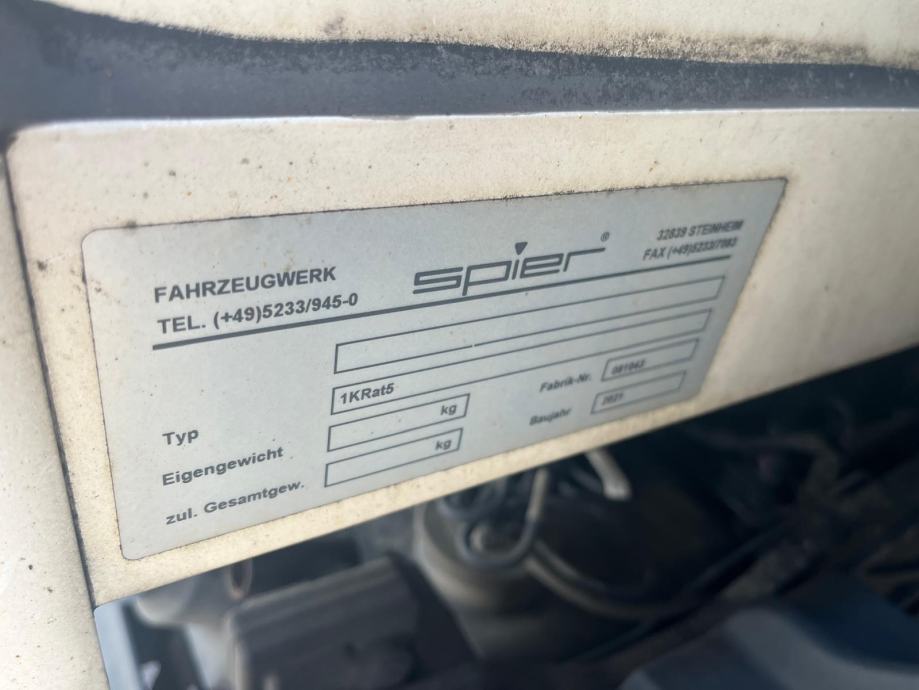 FAHRZEUGWERK
TEL. (+49)5233/945-0
spier®
32839 STEINHEIM
FAX (+49)5233/7083
Typ 1KRat5
Eigengewicht kg
zul. Gesamtgew. kg
Fabrik-Nr.
Baujahr 2021